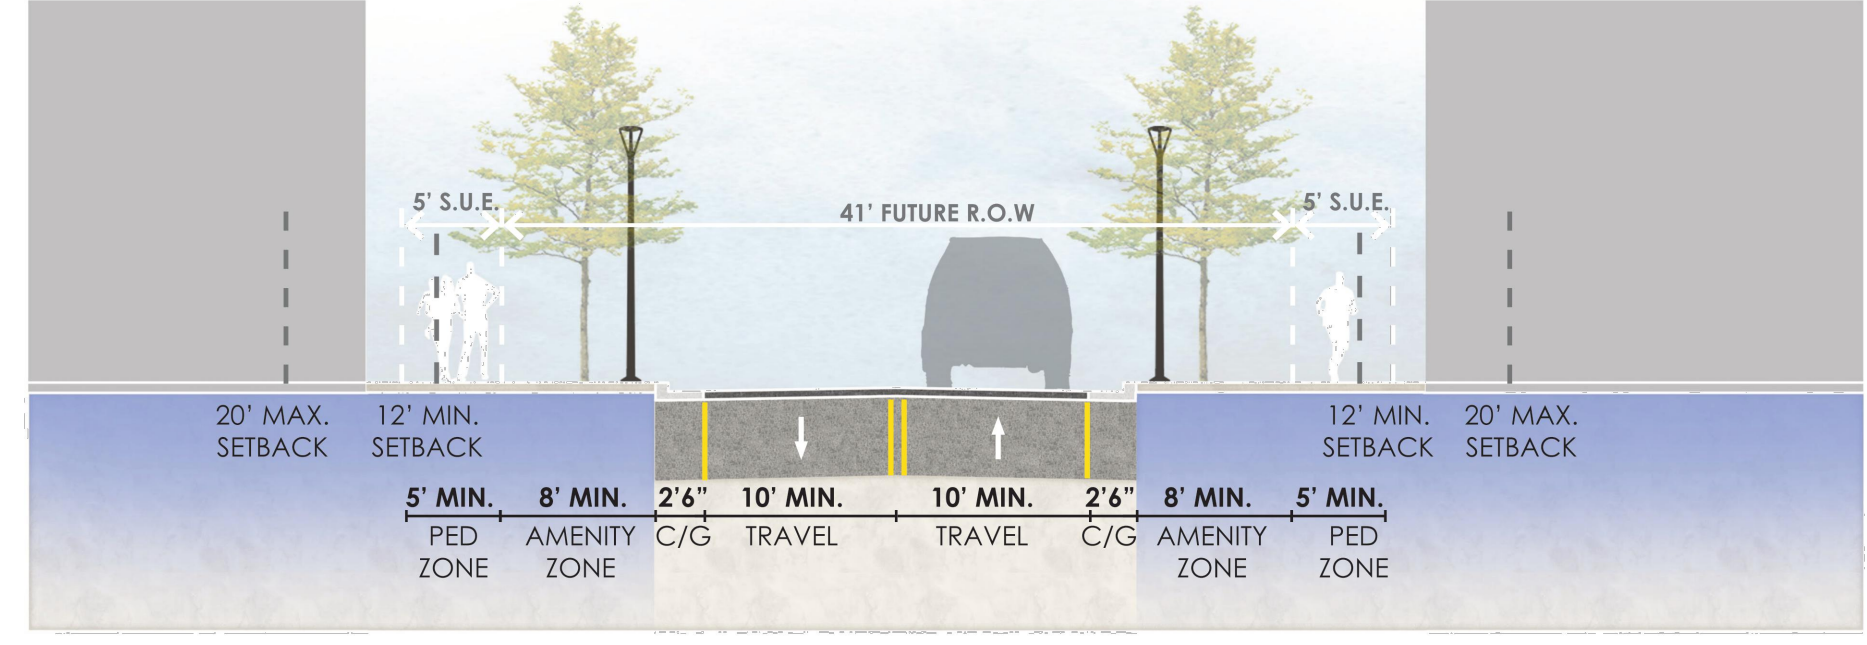 5' S.U.E.
41' FUTURE R.O.W
5' S.U.E.
20' MAX.
SETBACK
12' MIN.
SETBACK
12' MIN.
SETBACK
20' MAX.
SETBACK
5' MIN.
8' MIN.
2'6"
10' MIN.
10' MIN.
2'6"
8' MIN.
5' MIN.
PED
ZONE
AMENITY
ZONE
C/G
TRAVEL
TRAVEL
C/G
AMENITY
ZONE
PED
ZONE